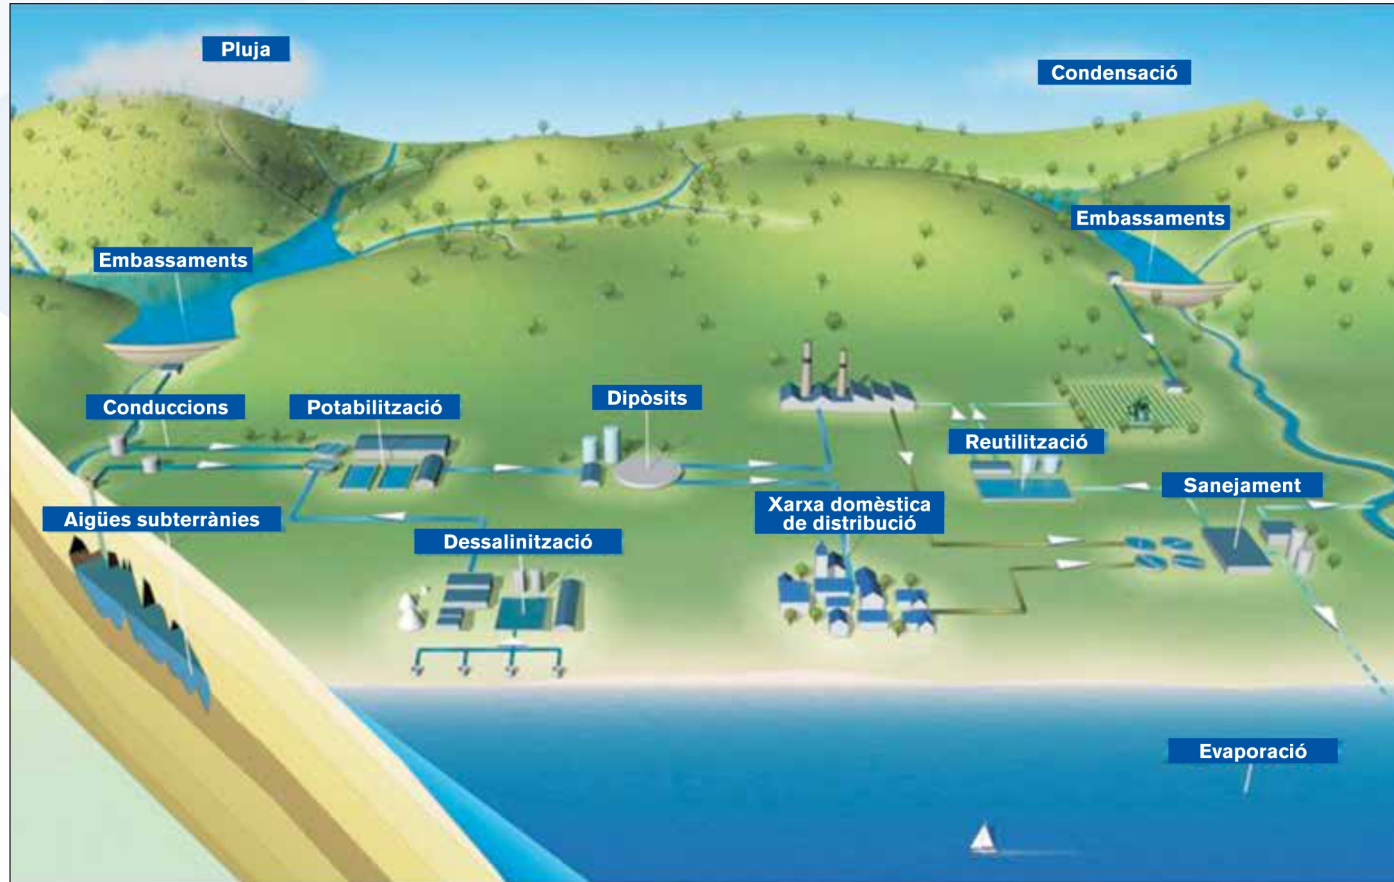 Pluja
Condensació
Embassaments
Embassaments
Conduccions
Potabilització
Dipòsits
Reutilització
Sanejament
Xarxa domèstica
de distribució
Aigües subterrànies
Dessalinització
Evaporació